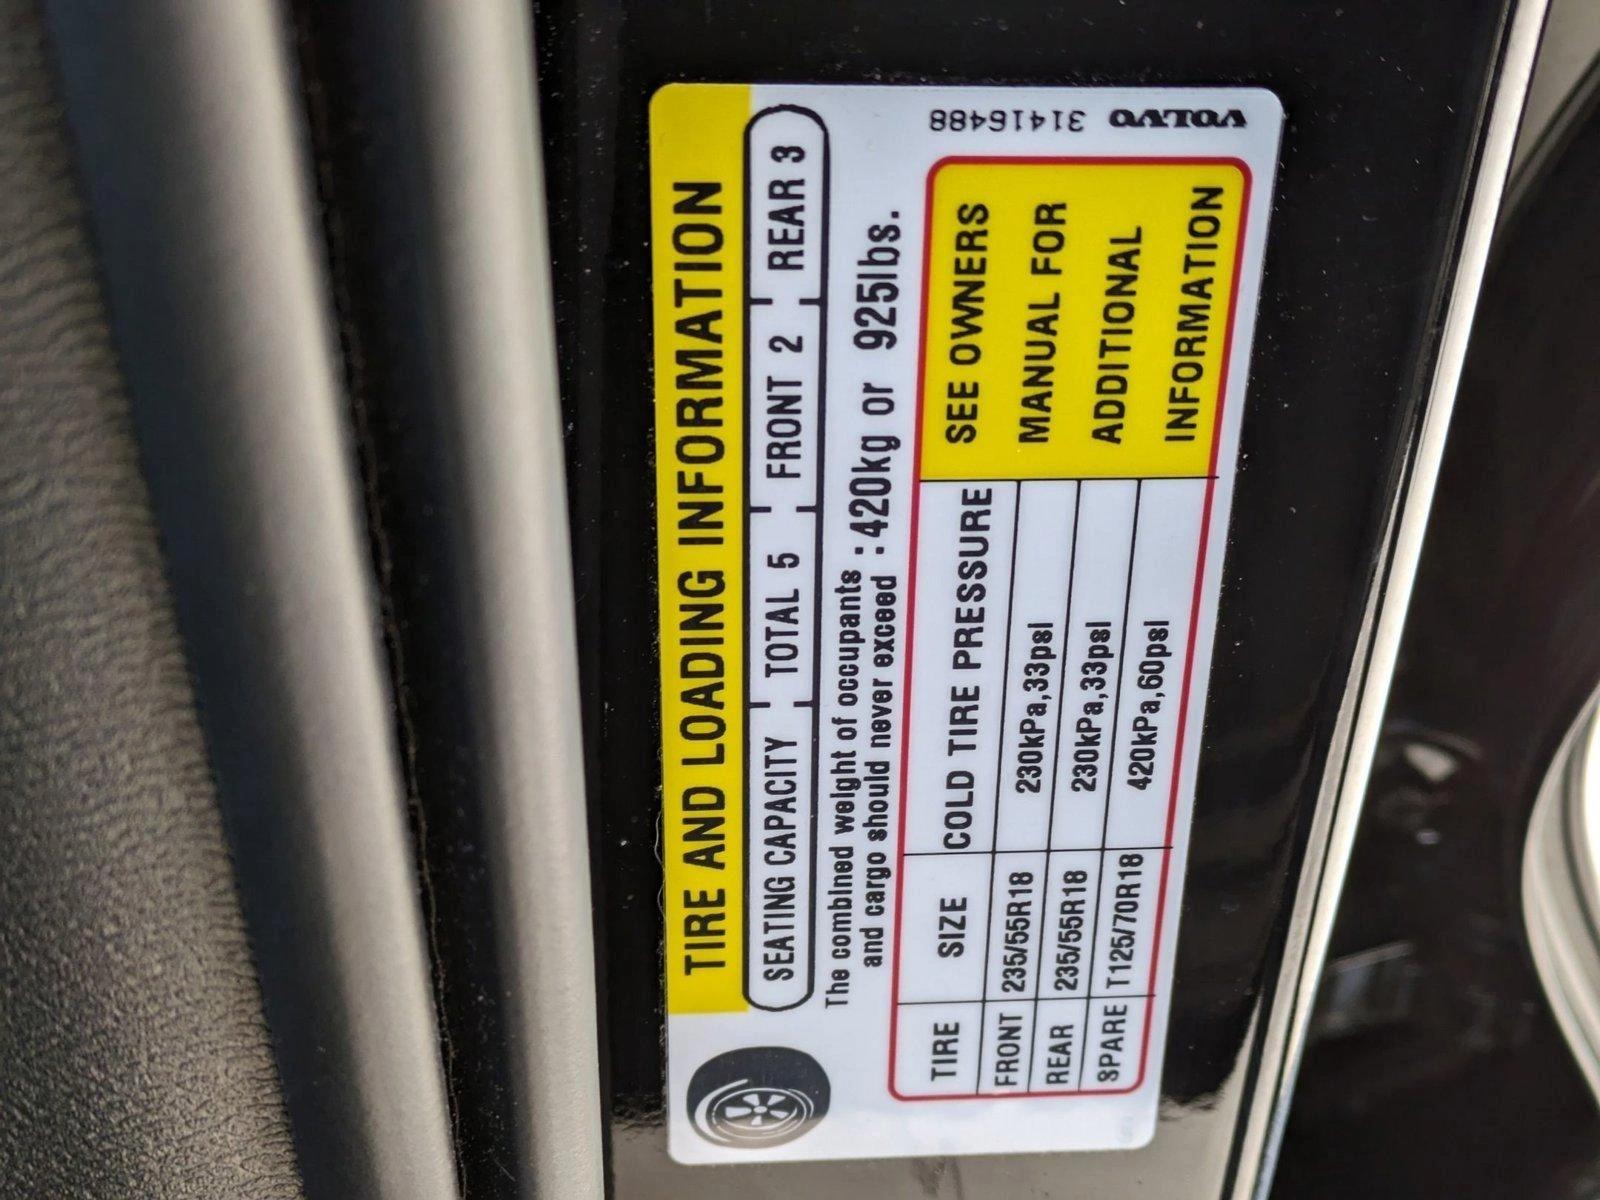 TIRE AND LOADING INFORMATION
SEATING CAPACITY TOTAL 5 FRONT 2 REAR 3
The combined weight of occupants
and cargo should never exceed : 420kg or 925lbs.
TIRE SIZE COLD TIRE PRESSURE
FRONT 235/55R18 230kPa,33psi
REAR 235/55R18 230kPa,33psi
SPARE T125/70R18 420kPa,60psi
SEE OWNERS
MANUAL FOR
ADDITIONAL
INFORMATION
VOLVO 31416488